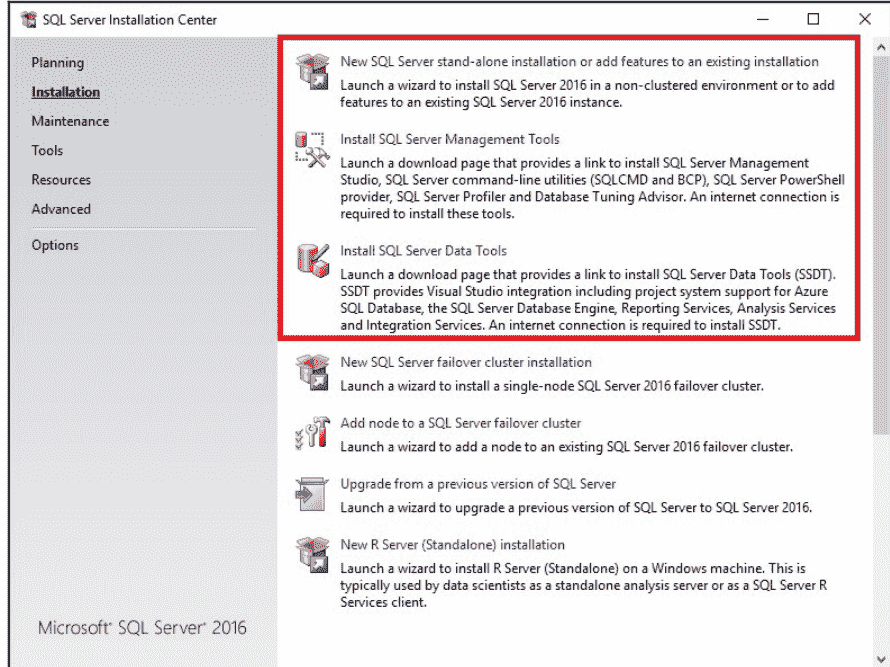 SQL Server Installation Center
Planning
Installation
Maintenance
Tools
Resources
Advanced
Options
Microsoft® SQL Server® 2016
New SQL Server stand-alone installation or add features to an existing installation
Launch a wizard to install SQL Server 2016 in a non-clustered environment or to add
features to an existing SQL Server 2016 instance.
Install SQL Server Management Tools
Launch a download page that provides a link to install SQL Server Management
Studio, SQL Server command-line utilities (SQLCMD and BCP), SQL Server PowerShell
provider, SQL Server Profiler and Database Tuning Advisor. An internet connection is
required to install these tools.
Install SQL Server Data Tools
Launch a download page that provides a link to install SQL Server Data Tools (SSDT).
SSDT provides Visual Studio integration including project system support for Azure
SQL Database, the SQL Server Database Engine, Reporting Services, Analysis Services
and Integration Services. An internet connection is required to install SSDT.
New SQL Server failover cluster installation
Launch a wizard to install a single-node SQL Server 2016 failover cluster.
Add node to a SQL Server failover cluster
Launch a wizard to add a node to an existing SQL Server 2016 failover cluster.
Upgrade from a previous version of SQL Server
Launch a wizard to upgrade a previous version of SQL Server to SQL Server 2016.
New R Server (Standalone) installation
Launch a wizard to install R Server (Standalone) on a Windows machine. This is
typically used by data scientists as a standalone analysis server or as a SQL Server R
Services client.